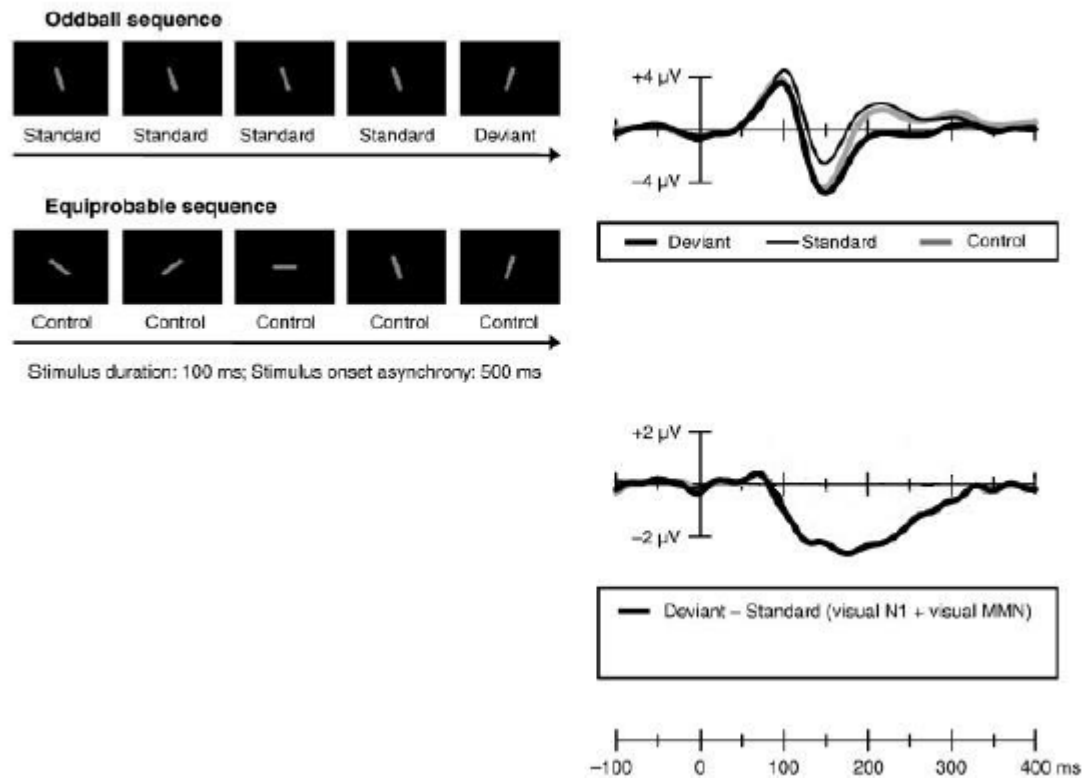 Oddball sequence
Standard Standard Standard Standard Deviant
Equiprobable sequence
Control Control Control Control Control
Stimulus duration: 100 ms; Stimulus onset asynchrony: 500 ms
+4 µV
−4 µV
Deviant Standard Control
+2 µV
−2 µV
Deviant – Standard (visual N1 + visual MMN)
−100 0 100 200 300 400 ms